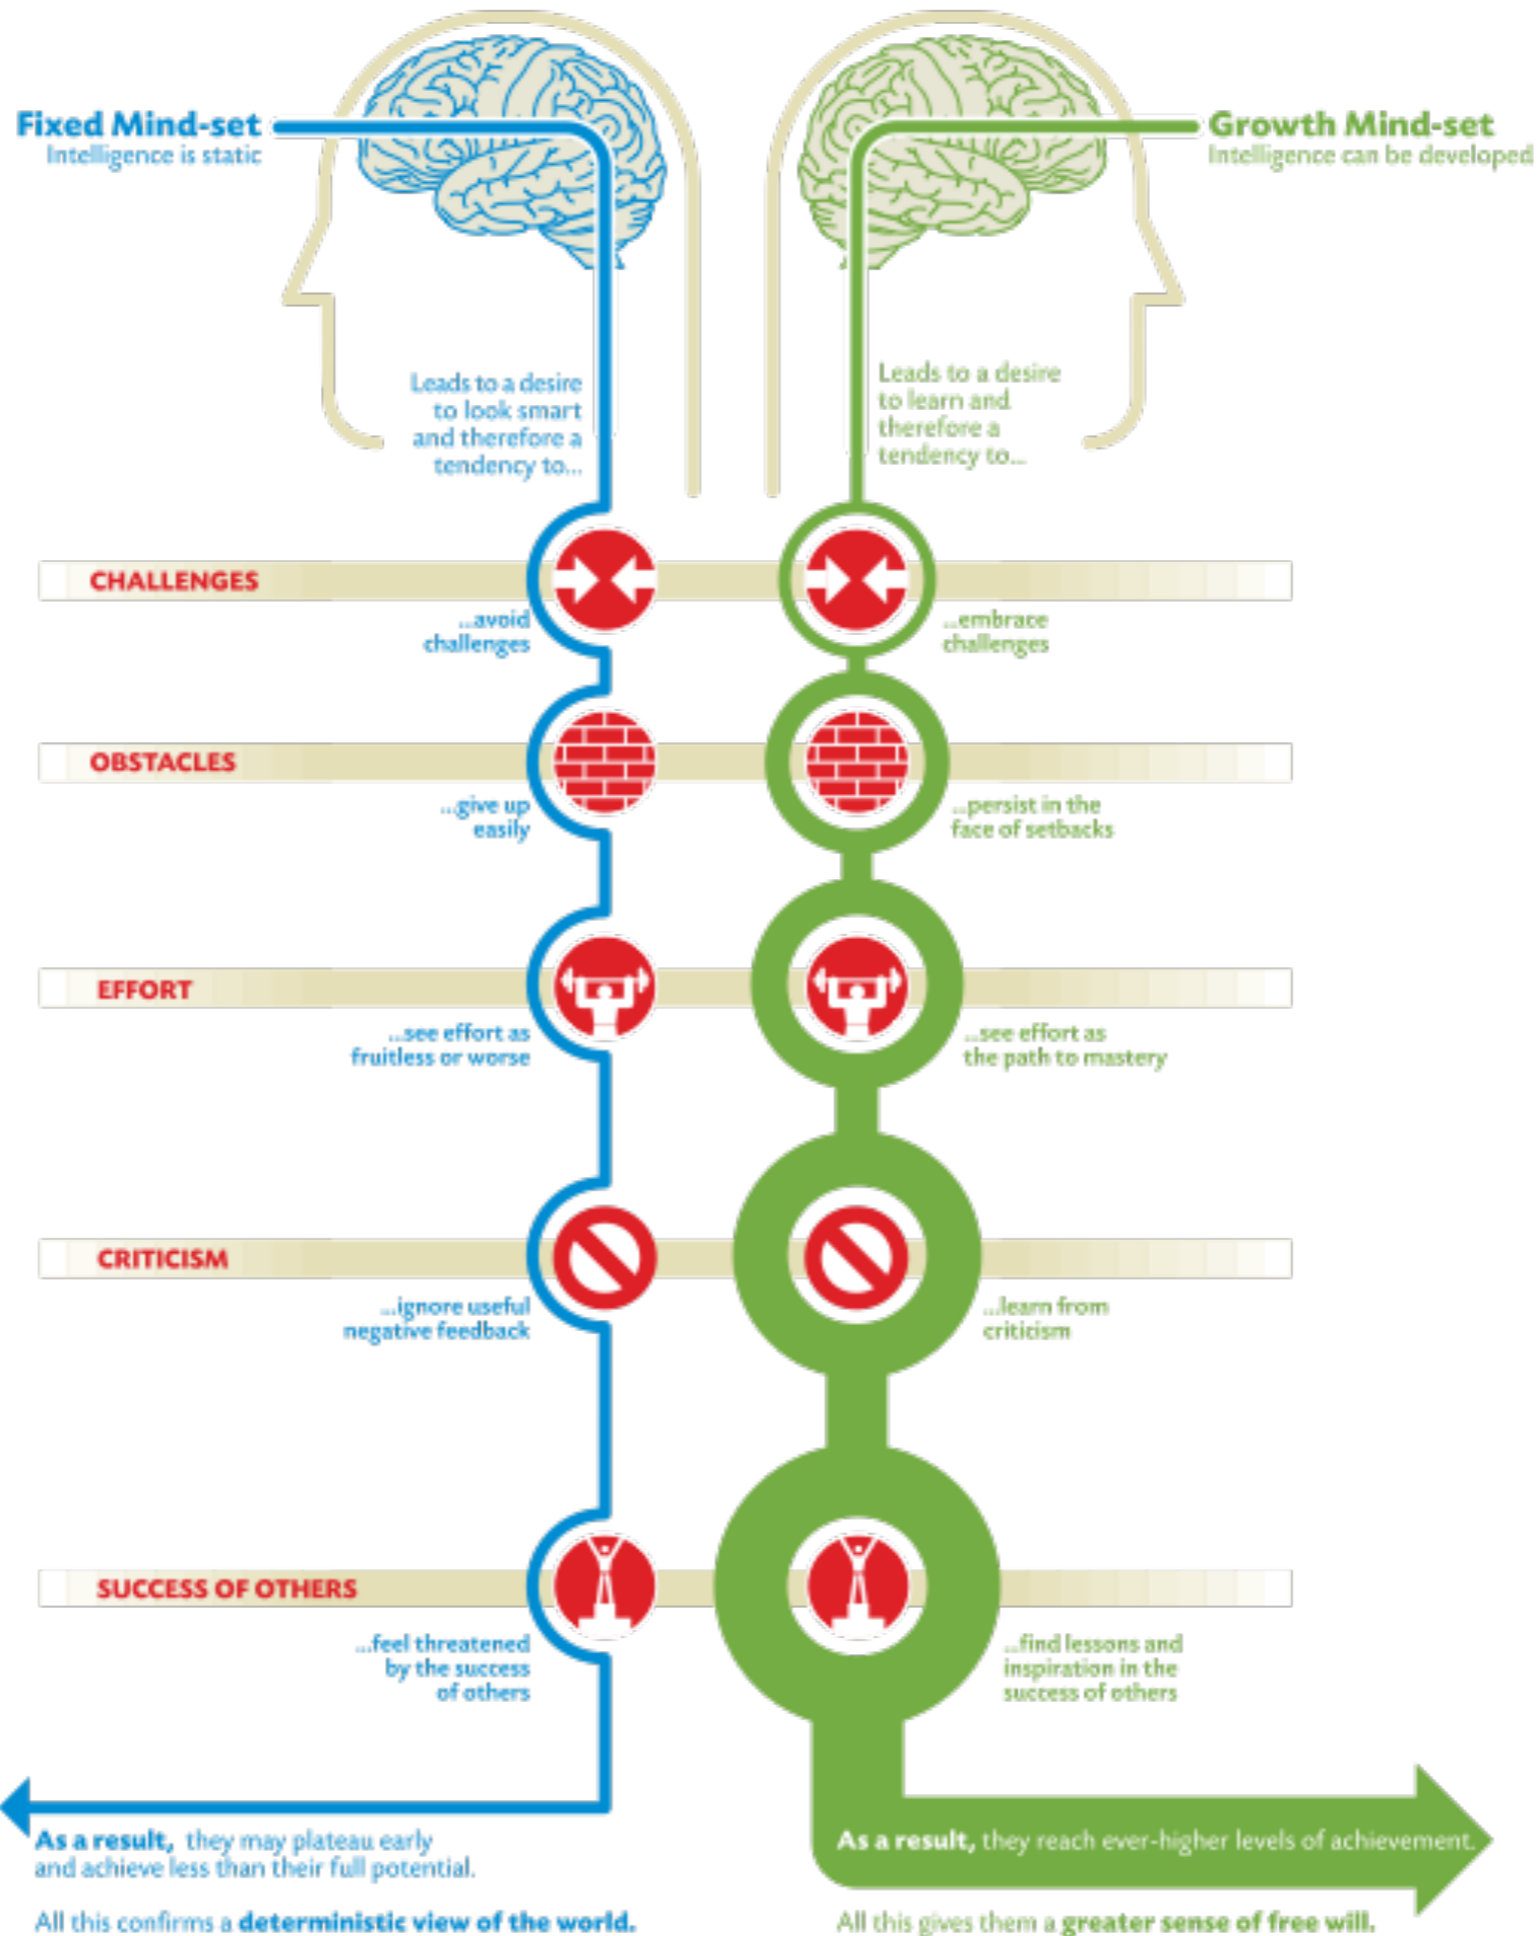 Fixed Mind-set
Intelligence is static
Growth Mind-set
Intelligence can be developed
Leads to a desire
to look smart
and therefore a
tendency to...
Leads to a desire
to learn and
therefore a
tendency to...
CHALLENGES
...avoid
challenges
...embrace
challenges
OBSTACLES
...give up
easily
...persist in the
face of setbacks
EFFORT
...see effort as
fruitless or worse
...see effort as
the path to mastery
CRITICISM
...ignore useful
negative feedback
...learn from
criticism
SUCCESS OF OTHERS
...feel threatened
by the success
of others
...find lessons and
inspiration in the
success of others
As a result, they may plateau early
and achieve less than their full potential.
All this confirms a deterministic view of the world.
As a result, they reach ever-higher levels of achievement.
All this gives them a greater sense of free will.